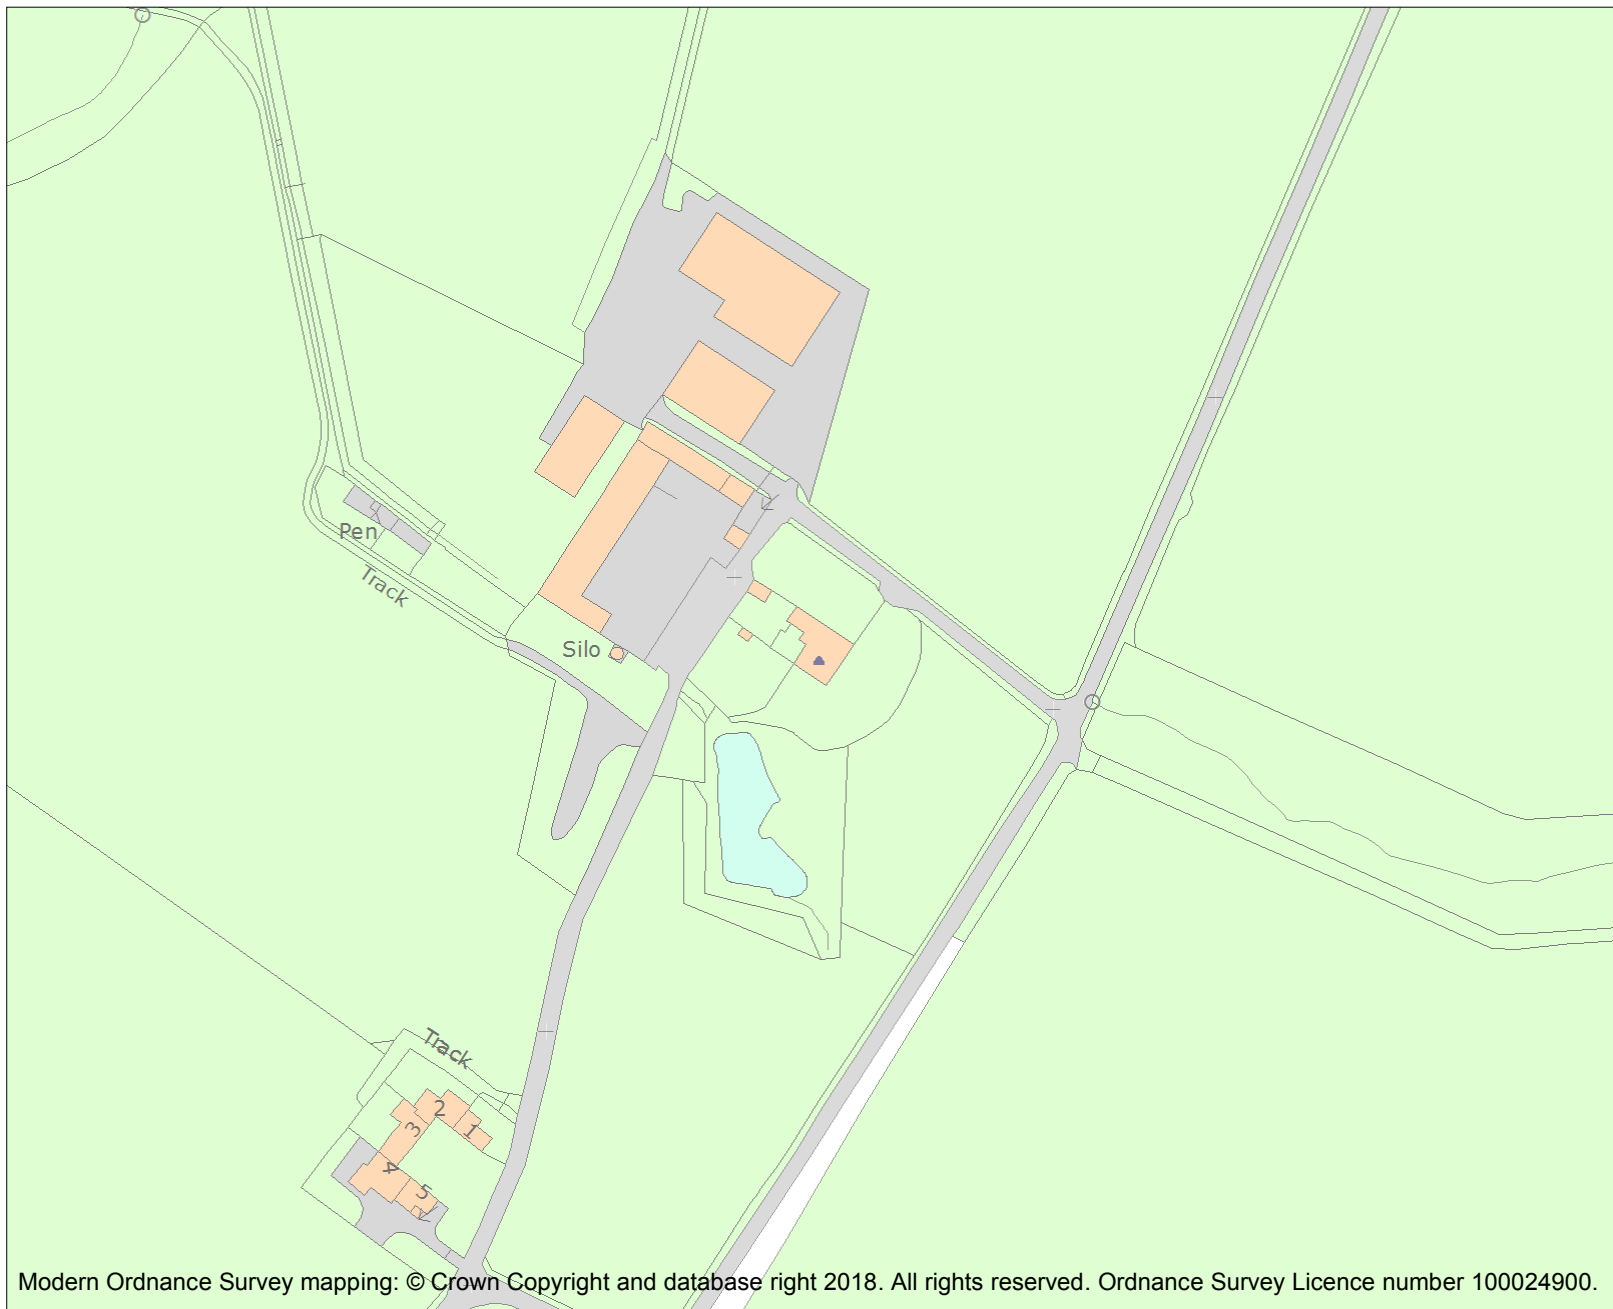 Pen
Track
Silo
Track
2
1
3
4
5
Modern Ordnance Survey mapping: © Crown Copyright and database right 2018. All rights reserved. Ordnance Survey Licence number 100024900.